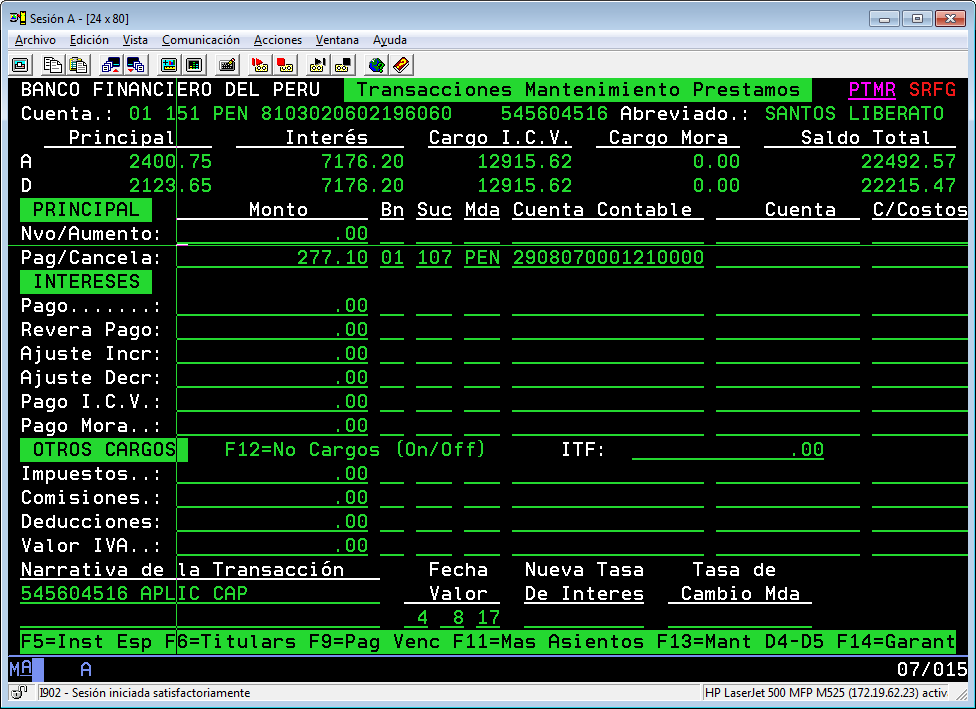 Sesión A - [24 x 80]
Archivo Edición Vista Comunicación Acciones Ventana Ayuda
BANCO FINANCIERO DEL PERU Transacciones Mantenimiento Prestamos PTMR SRFG
Cuenta.: 01 151 PEN 8103020602196060 545604516 Abreviado.: SANTOS LIBERATO
Principal Interés Cargo I.C.V. Cargo Mora Saldo Total
A 2400.75 7176.20 12915.62 0.00 22492.57
D 2123.65 7176.20 12915.62 0.00 22215.47
PRINCIPAL Monto Bn Suc Mda Cuenta Contable Cuenta C/Costos
Nvo/Aumento: .00
Pag/Cancela: 277.10 01 107 PEN 2908070001210000
INTERESES
Pago.......: .00
Revera Pago: .00
Ajuste Incr: .00
Ajuste Decr: .00
Pago I.C.V.: .00
Pago Mora..: .00
OTROS CARGOS F12=No Cargos (On/Off) ITF: .00
Impuestos..: .00
Comisiones.: .00
Deducciones: .00
Valor IVA..: .00
Narrativa de la Transacción Fecha Nueva Tasa Tasa de
545604516 APLIC CAP Valor De Interes Cambio Mda
4 8 17
F5=Inst Esp F6=Titulars F9=Pag Venc F11=Mas Asientos F13=Mant D4-D5 F14=Garant
MA A 07/015
I902 - Sesión iniciada satisfactoriamente HP LaserJet 500 MFP M525 (172.19.62.23) activ